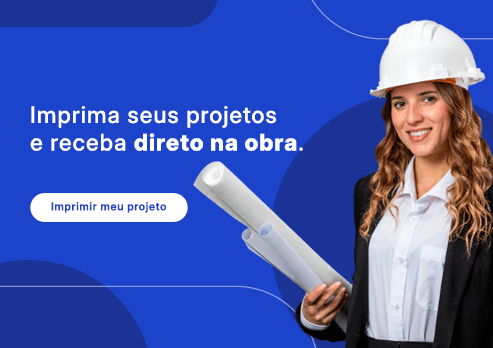 Imprima seus projetos
e receba direto na obra.
Imprimir meu projeto